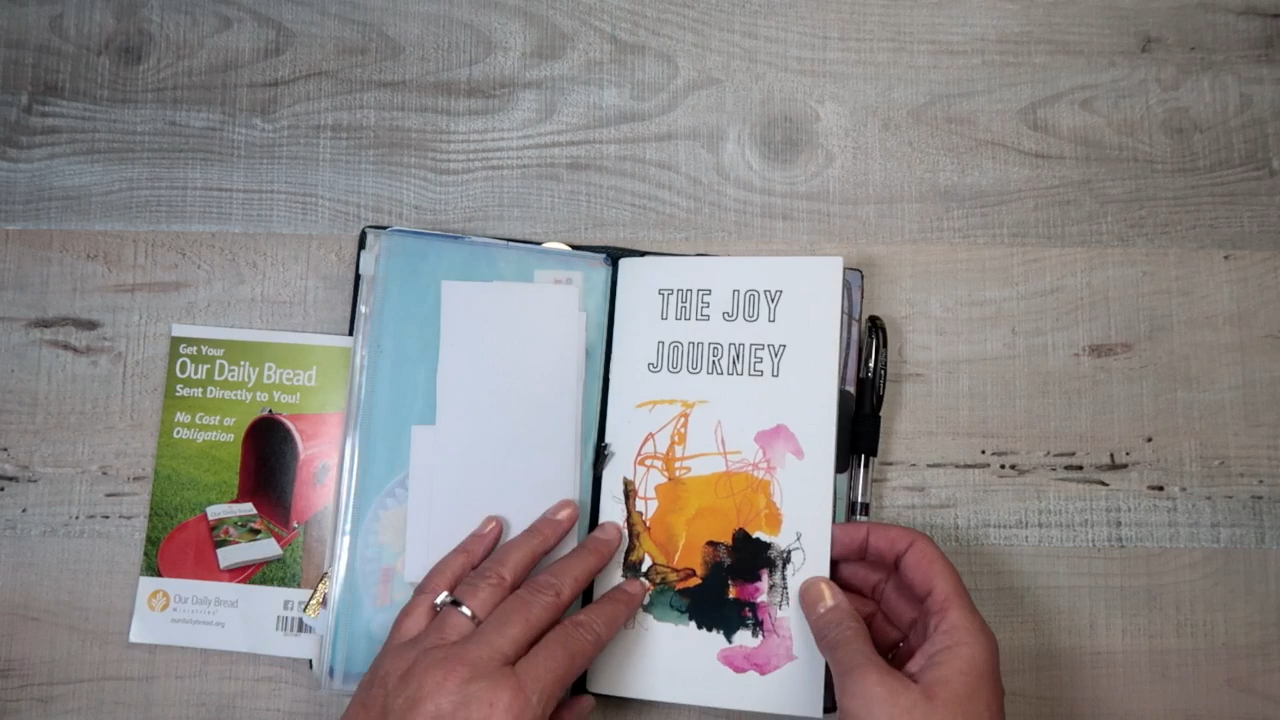 Get Your
Our Daily Bread
Sent Directly to You!
No Cost or
Obligation
Our Daily Bread
Our Daily Bread
Ministries
ourdailybread.org
THE JOY
JOURNEY